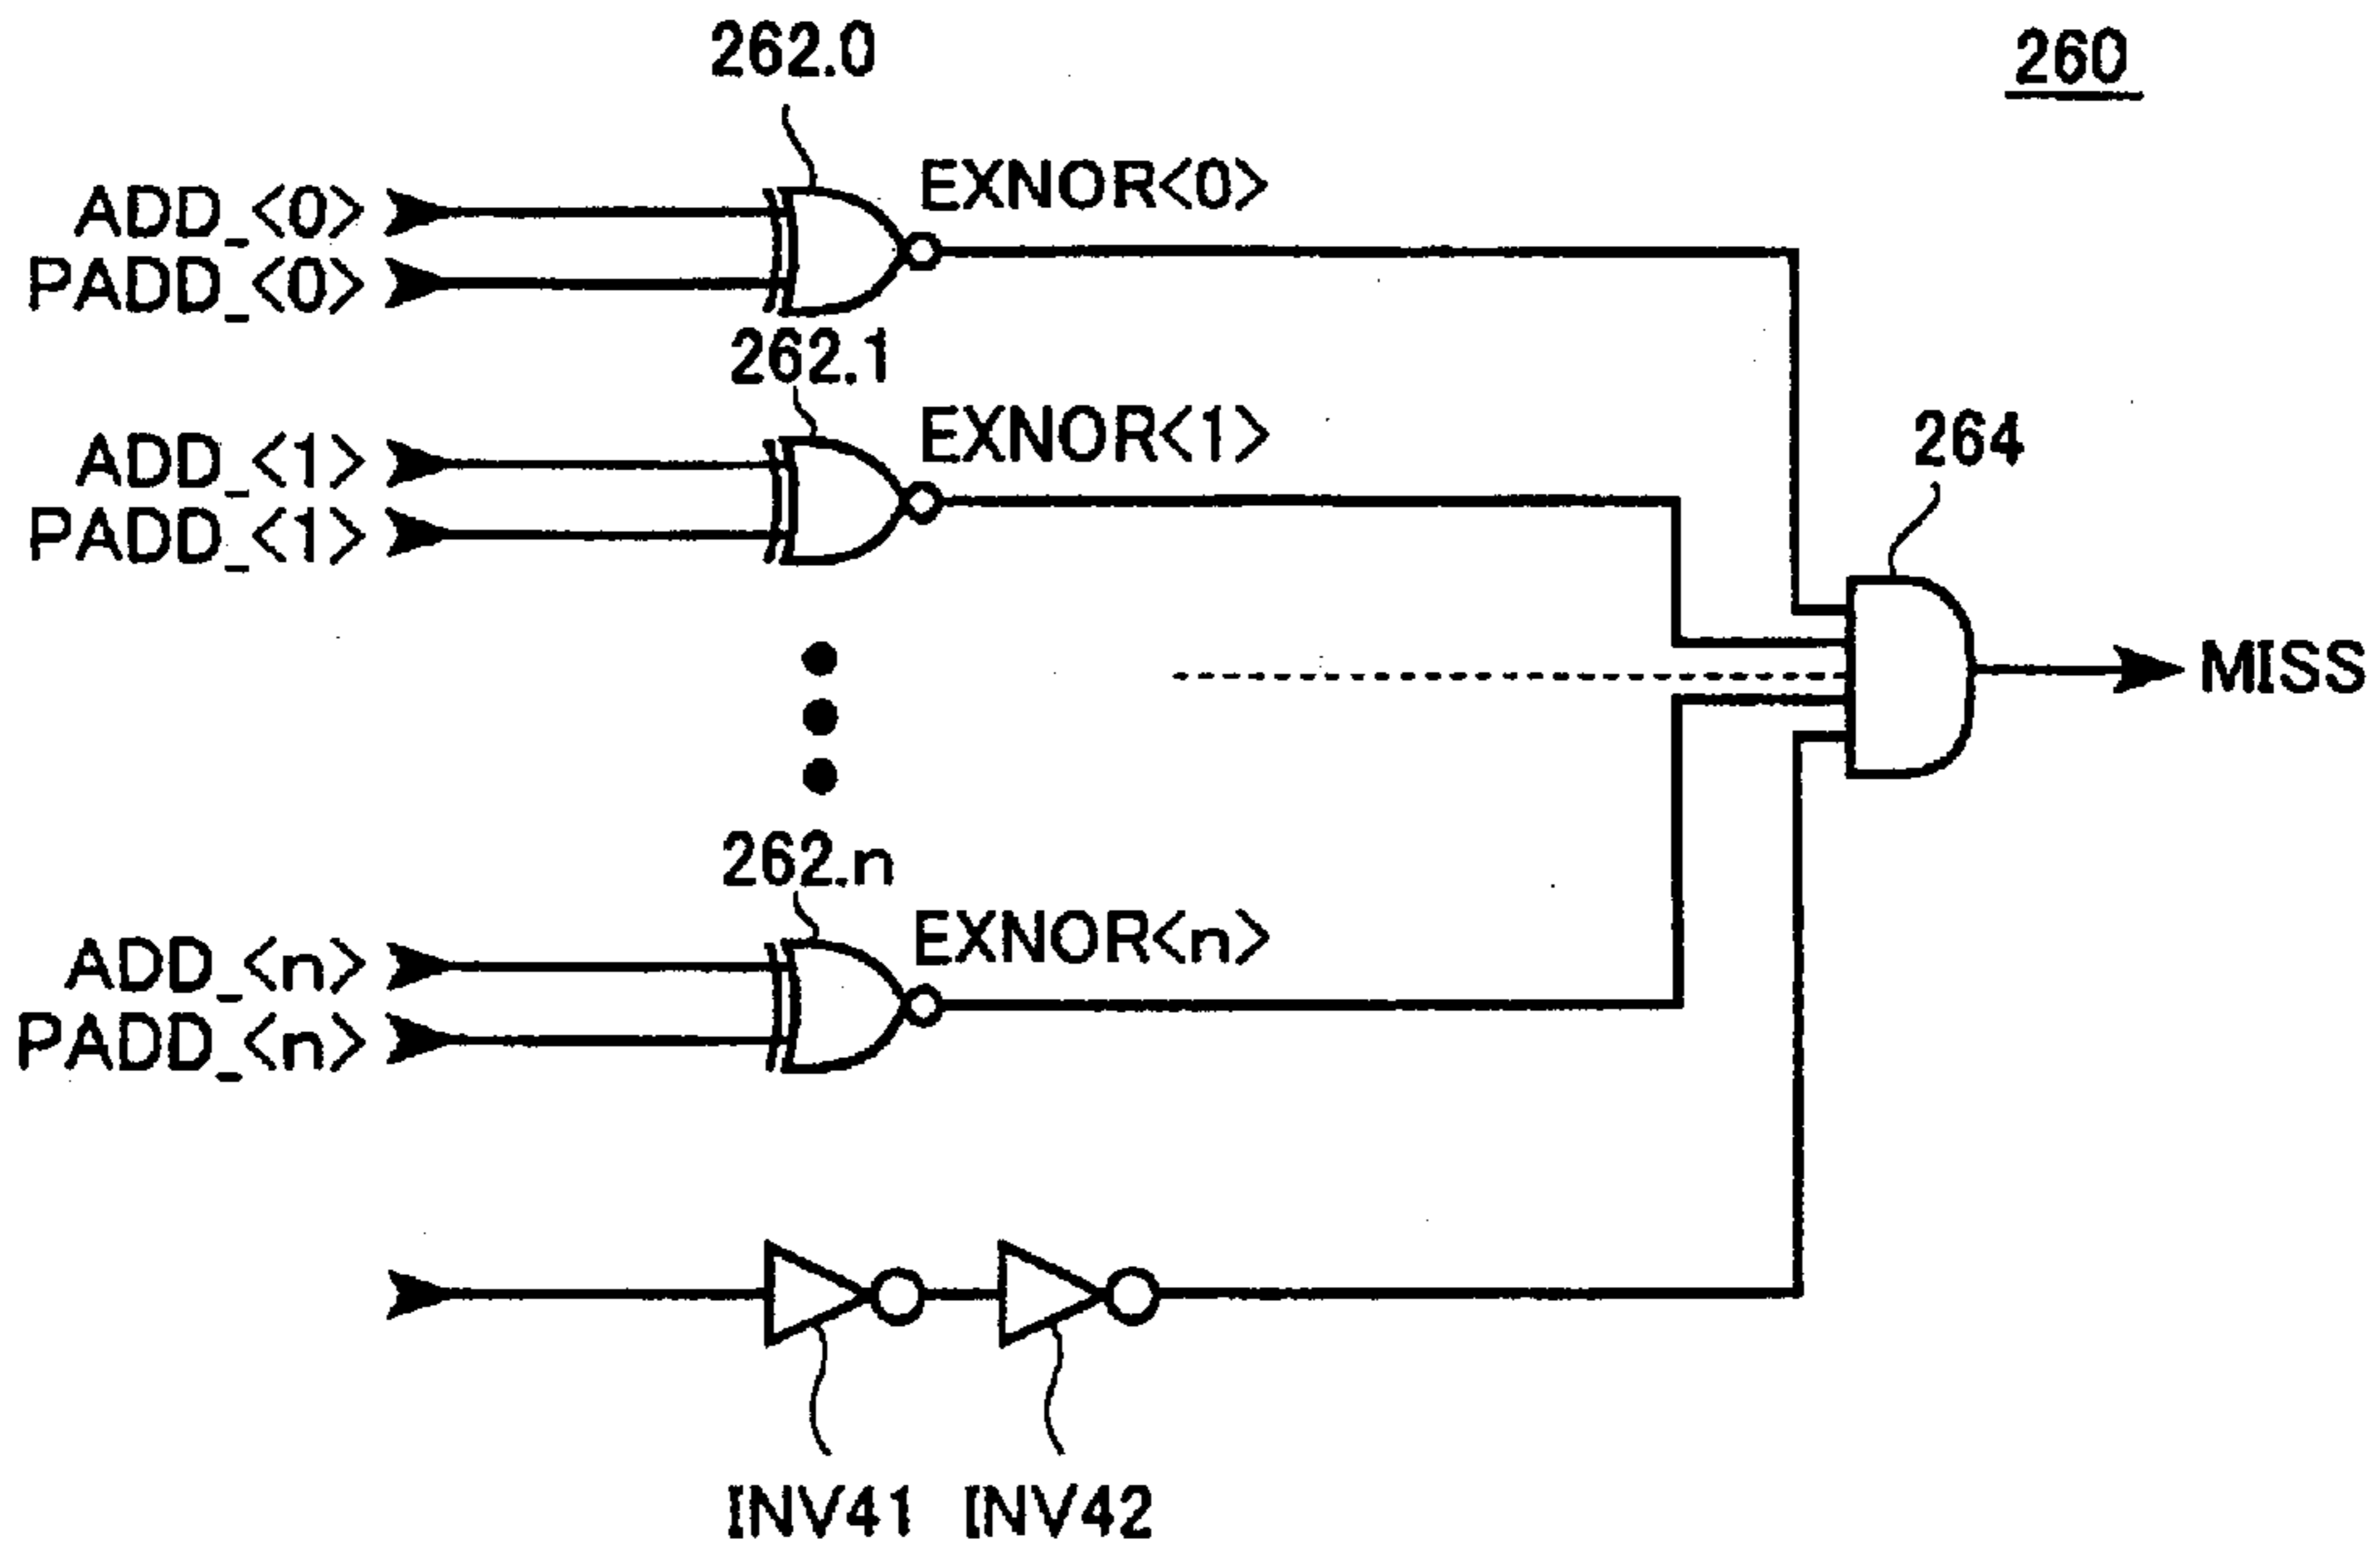 262.0
260
ADD_<0>
EXNOR<0>
PADD_<0>
262.1
ADD_<1>
EXNOR<1>
264
PADD_<1>
MISS
262.n
ADD_<n>
EXNOR<n>
PADD_<n>
INV41 INV42